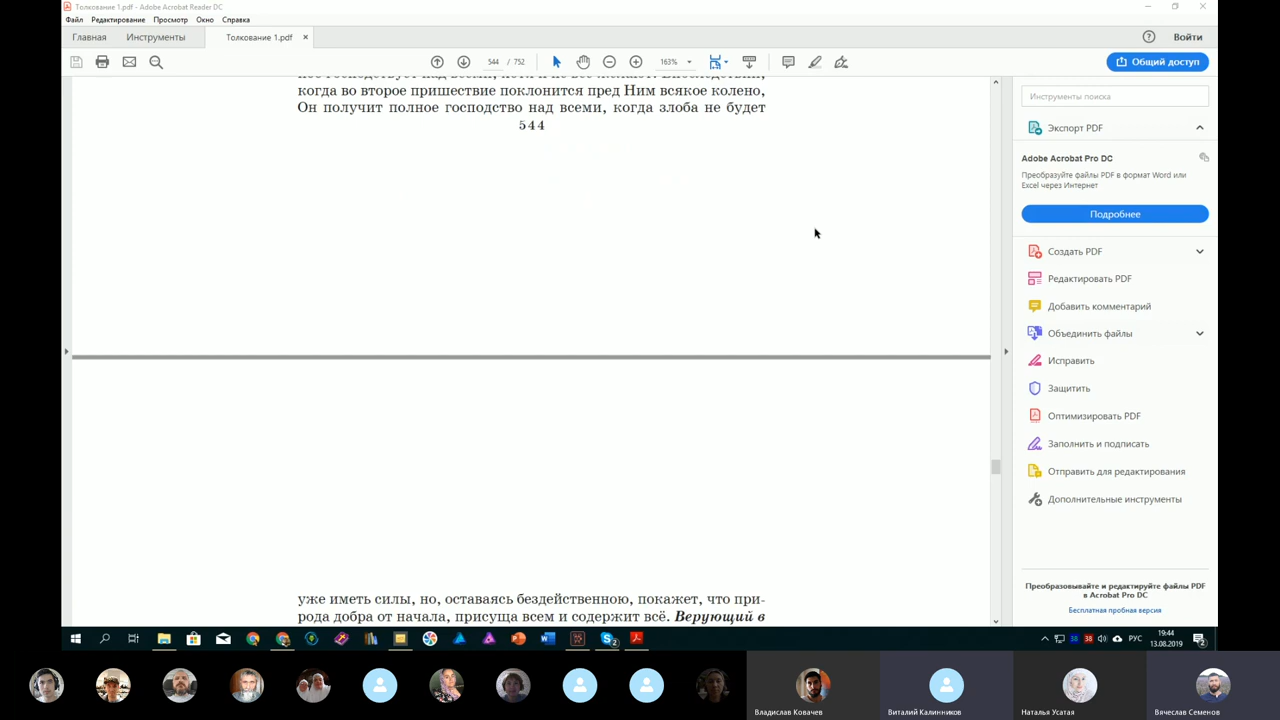 Толкование 1.pdf - Adobe Acrobat Reader DC
Файл Редактирование Просмотр Окно Справка
Главная Инструменты Толкование 1.pdf × Войти
544 / 752 163% Общий доступ
когда во второе пришествие поклонится пред Ним всякое колено,
Он получит полное господство над всеми, когда злоба не будет
544
уже иметь силы, но, оставаясь бездейственною, покажет, что при-
рода добра от начала, присуща всем и содержит всё. Верующий в
Инструменты поиска
Экспорт PDF
Adobe Acrobat Pro DC
Преобразуйте файлы PDF в формат Word или
Excel через Интернет
Подробнее
Создать PDF
Редактировать PDF
Добавить комментарий
Объединить файлы
Исправить
Защитить
Оптимизировать PDF
Заполнить и подписать
Отправить для редактирования
Дополнительные инструменты
Преобразовывайте и редактируйте файлы PDF
в Acrobat Pro DC
Бесплатная пробная версия
38 38 РУС 19:44
13.08.2019
Владислав Ковачев Виталий Калинников Наталья Усатая Вячеслав Семенов